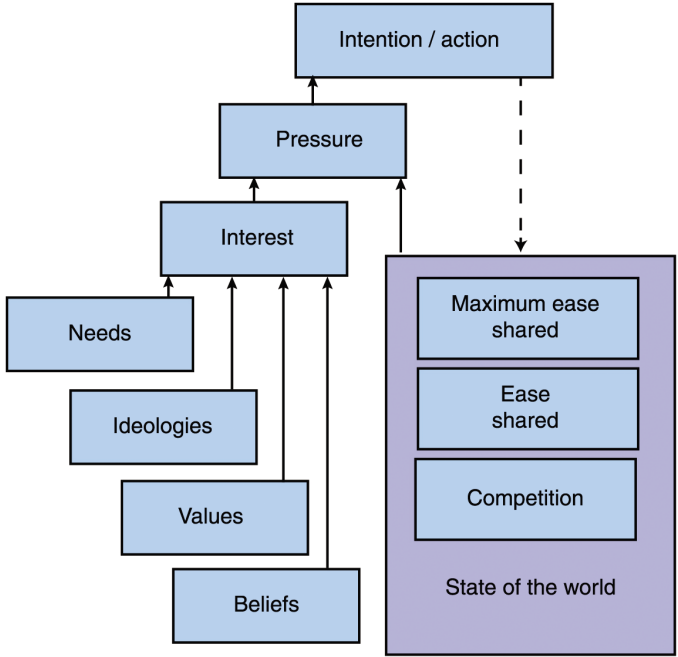 Intention / action
Pressure
Interest
Needs
Ideologies
Values
Beliefs
Maximum ease
shared
Ease
shared
Competition
State of the world